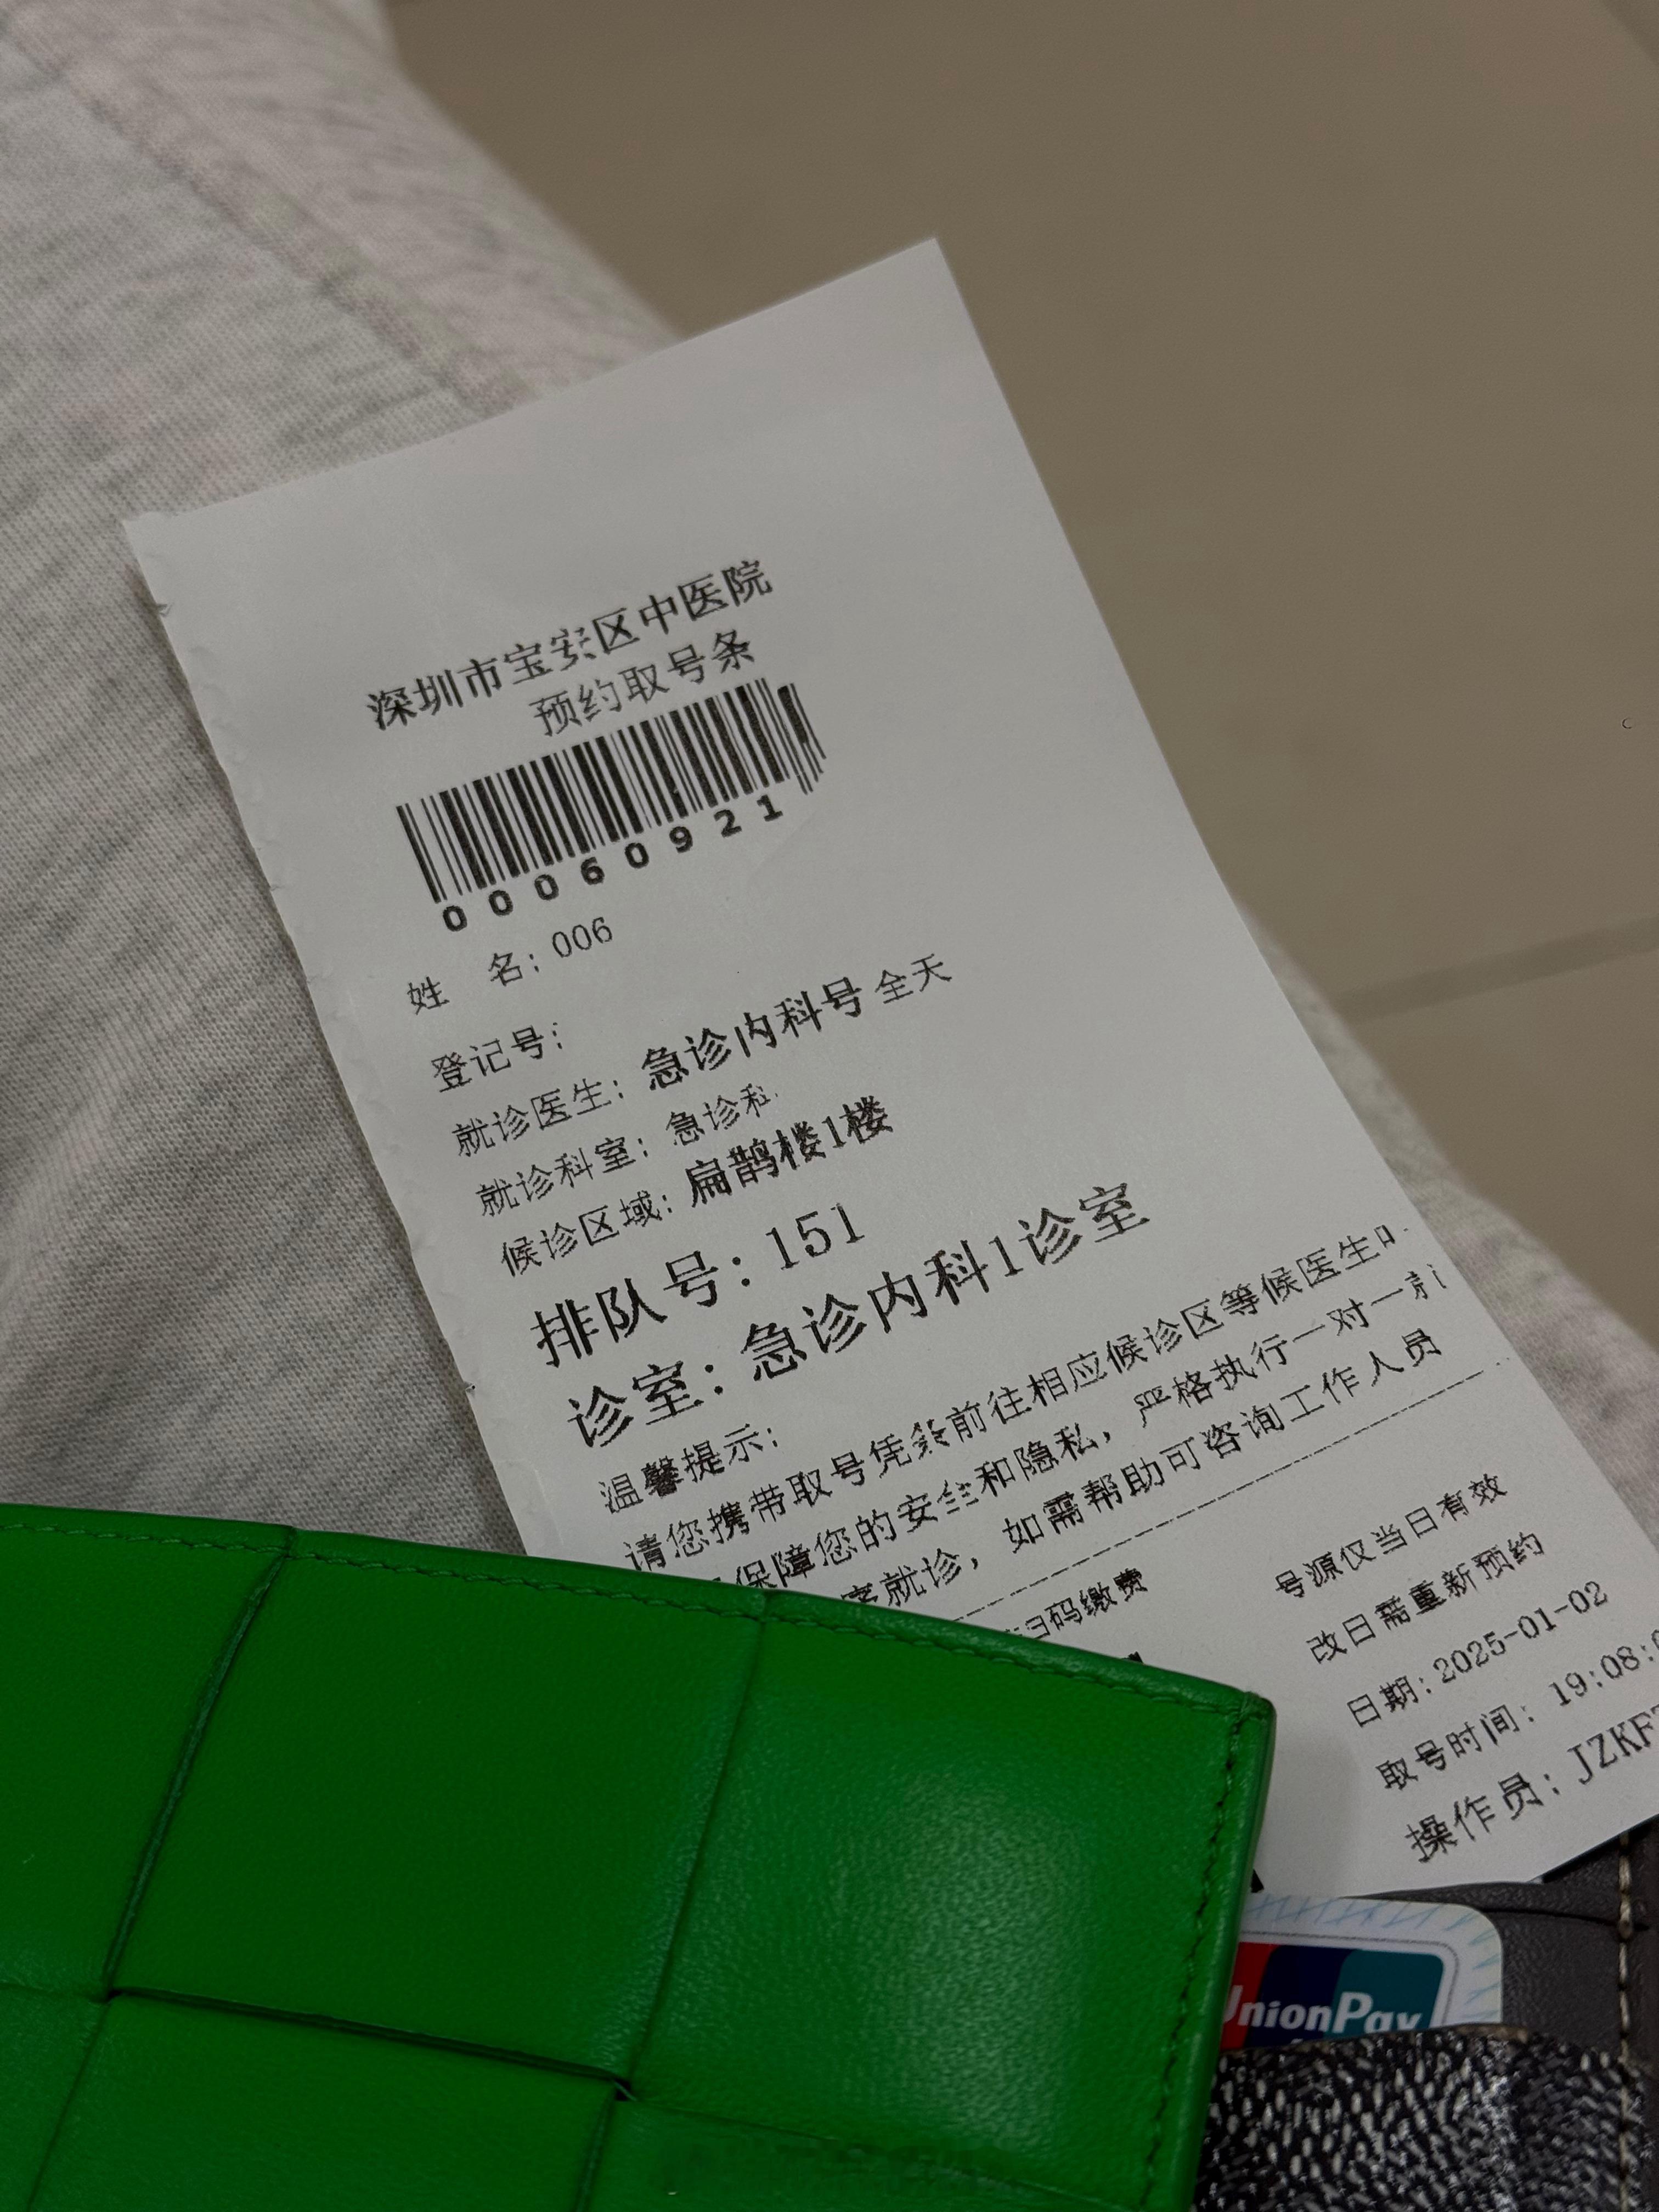 深圳市宝安区中医院
预约取号条
00060921
姓 名: 006
登记号:
就诊医生: 急诊内科号 全天
就诊科室: 急诊科
候诊区域: 扁鹊楼1楼
排队号: 151
诊室: 急诊内科1诊室
温馨提示:
请您携带取号凭条前往相应候诊区等候医生
保障您的安全和隐私, 严格执行一对一
就诊, 如需帮助可咨询工作人员
扫码缴费
号源仅当日有效
改日需重新预约
日期: 2025-01-02
取号时间: 19:08:
操作员: JZKF
UnionPay